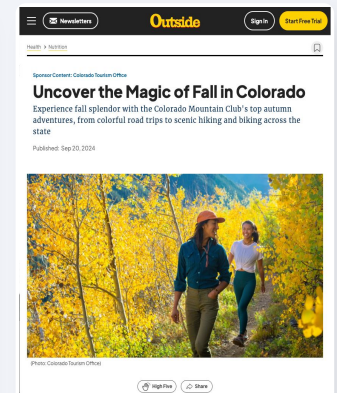 Newsletters
Outside
Sign In
Start Free Trial
Health > Nutrition
Sponsor Content: Colorado Tourism Office
Uncover the Magic of Fall in Colorado
Experience fall splendor with the Colorado Mountain Club's top autumn
adventures, from colorful road trips to scenic hiking and biking across the
state
Published: Sep 20, 2024
(Photo: Colorado Tourism Office)
High Five
Share